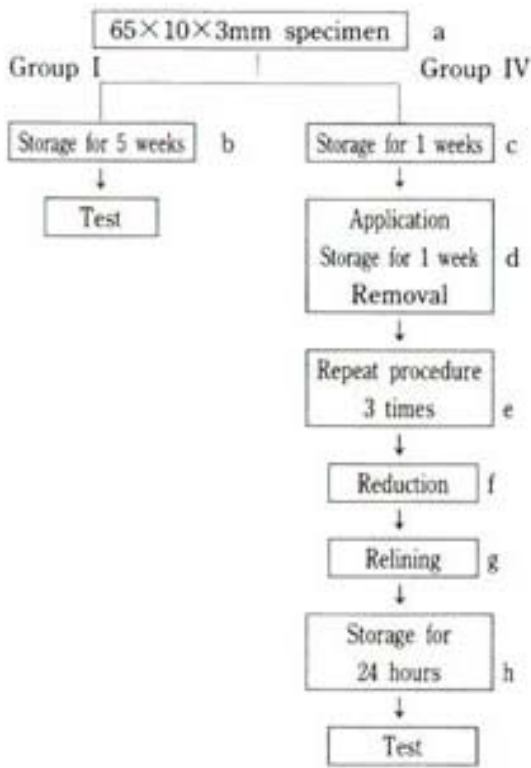 65×10×3mm specimen a
Group I Group IV
Storage for 5 weeks b Storage for 1 weeks c
Test Application
Storage for 1 week d
Removal
Repeat procedure
3 times e
Reduction f
Relining g
Storage for
24 hours h
Test